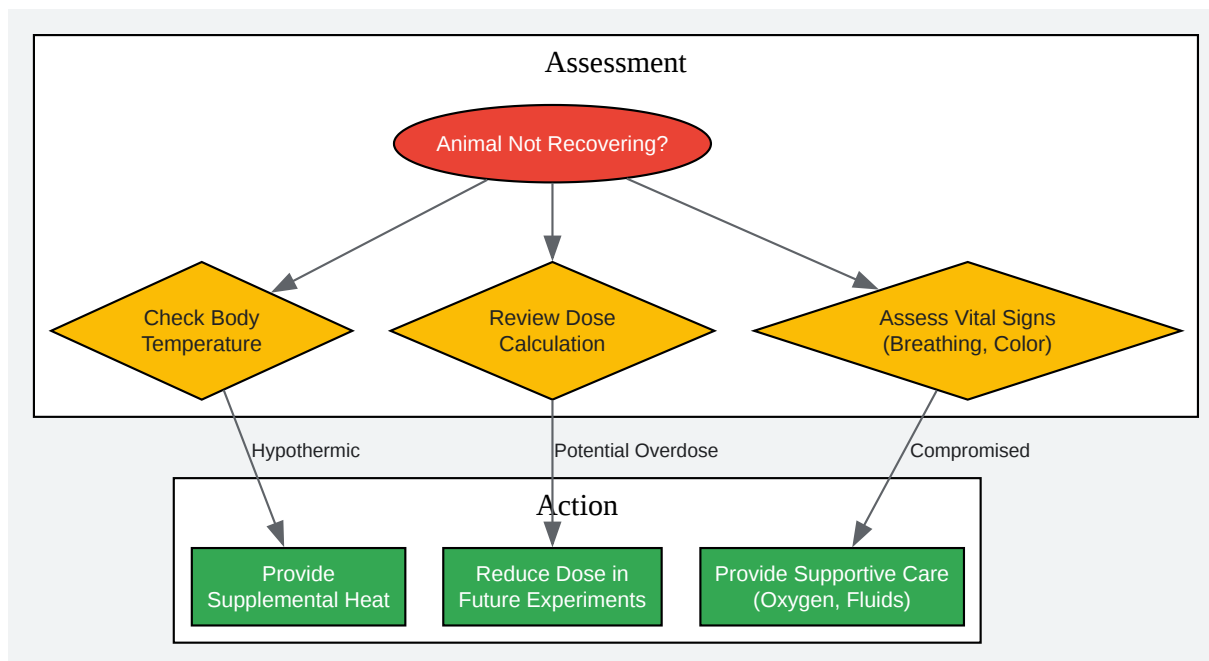 Assessment
Animal Not Recovering?
Check Body
Temperature
Review Dose
Calculation
Assess Vital Signs
(Breathing, Color)
Hypothermic
Potential Overdose
Compromised
Action
Provide
Supplemental Heat
Reduce Dose in
Future Experiments
Provide Supportive Care
(Oxygen, Fluids)